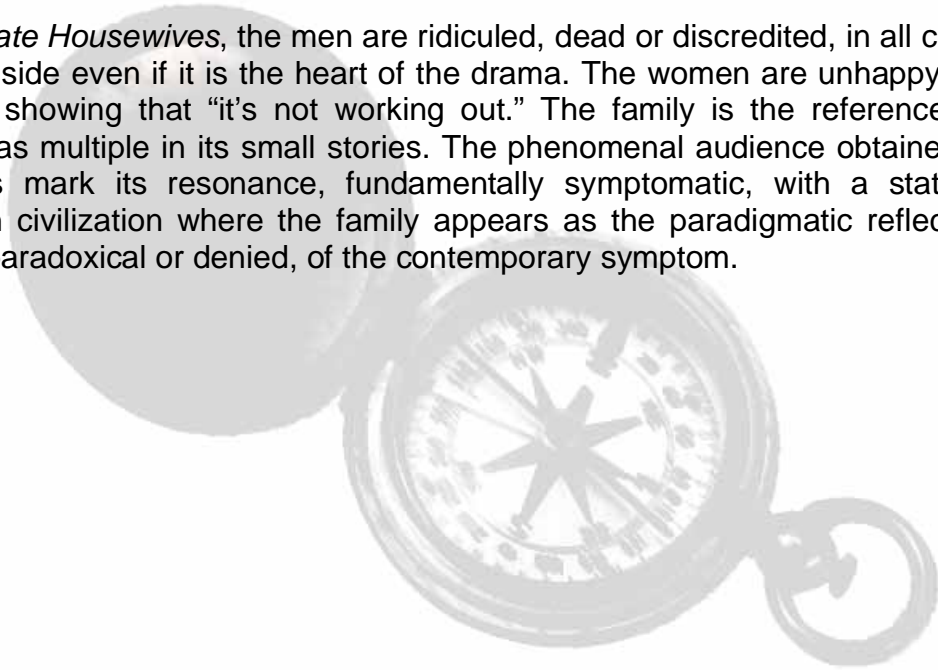 ate Housewives, the men are ridiculed, dead or discredited, in all c
side even if it is the heart of the drama. The women are unhappy
showing that “it’s not working out.” The family is the reference
as multiple in its small stories. The phenomenal audience obtaine
s mark its resonance, fundamentally symptomatic, with a stat
n civilization where the family appears as the paradigmatic reflec
aradoxical or denied, of the contemporary symptom.